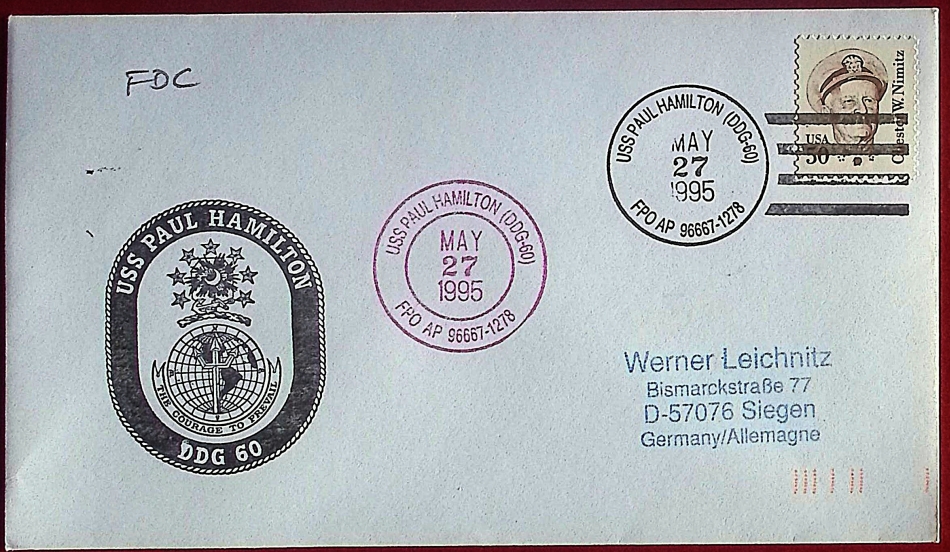 FDC
USS PAUL HAMILTON (DDG-60)
MAY
27
1995
FPO AP 96667-1278
USA
50
Chester W. Nimitz
USS PAUL HAMILTON (DDG-60)
MAY
27
1995
FPO AP 96667-1278
USS PAUL HAMILTON
THE COURAGE TO PREVAIL
DDG 60
Werner Leichnitz
Bismarckstraße 77
D-57076 Siegen
Germany/Allemagne